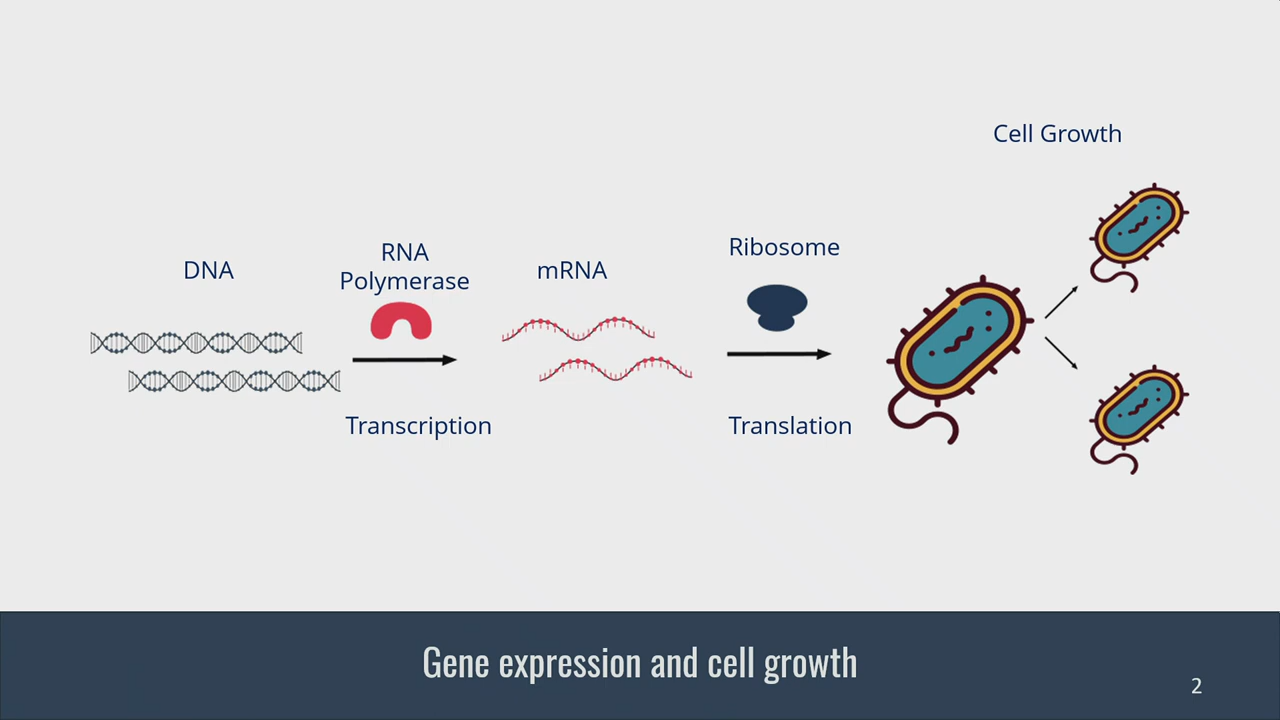 Cell Growth
DNA
RNA
Polymerase
mRNA
Ribosome
Transcription
Translation
Gene expression and cell growth
2